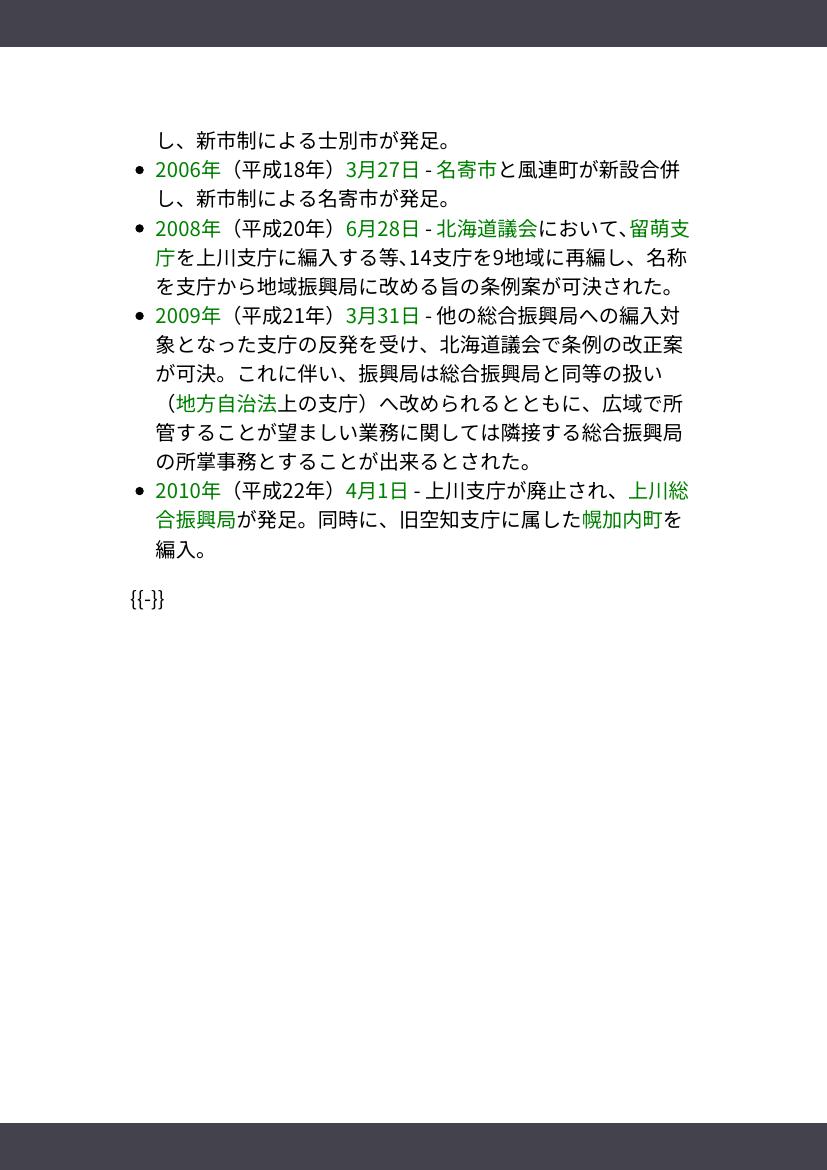 し、新市制による士別市が発足。
• 2006年（平成18年）3月27日 - 名寄市と風連町が新設合併
し、新市制による名寄市が発足。
• 2008年（平成20年）6月28日 - 北海道議会において、留萌支
庁を上川支庁に編入する等、14支庁を9地域に再編し、名称
を支庁から地域振興局に改める旨の条例案が可決された。
• 2009年（平成21年）3月31日 - 他の総合振興局への編入対
象となった支庁の反発を受け、北海道議会で条例の改正案
が可決。これに伴い、振興局は総合振興局と同等の扱い
（地方自治法上の支庁）へ改められるとともに、広域で所
管することが望ましい業務に関しては隣接する総合振興局
の所掌事務とすることが出来るとされた。
• 2010年（平成22年）4月1日 - 上川支庁が廃止され、上川総
合振興局が発足。同時に、旧空知支庁に属した幌加内町を
編入。
{{-}}